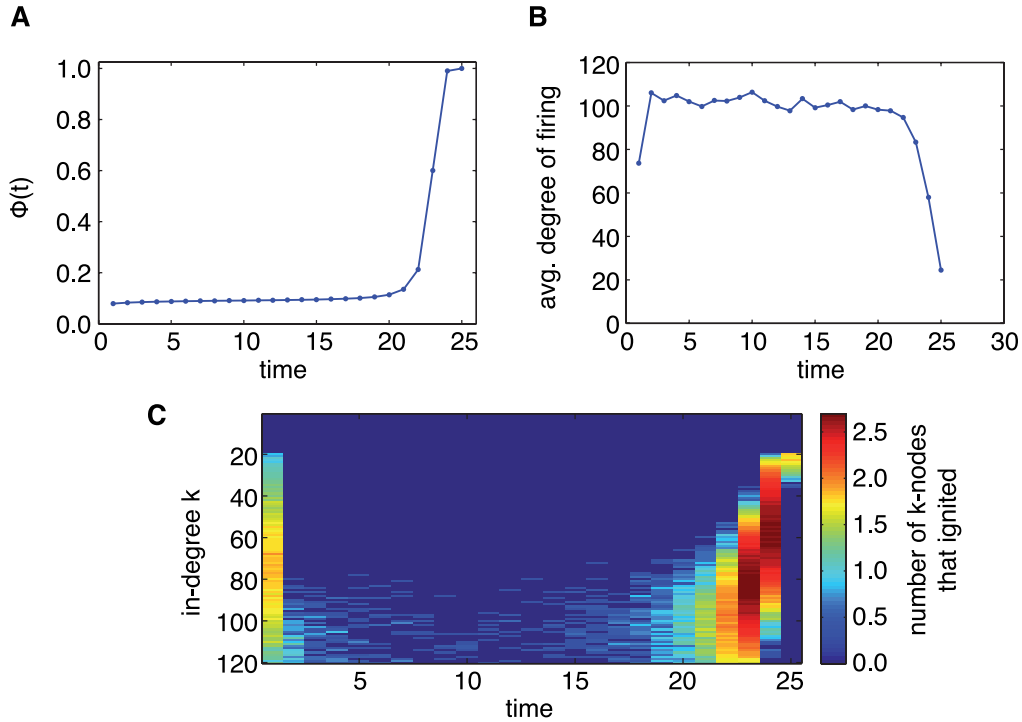 A
1.0
0.8
0.6
0.4
0.2
0.0
Φ(t)
0 5 10 15 20 25
time
B
120
100
80
60
40
20
0
avg. degree of firing
0 5 10 15 20 25 30
time
C
20
40
60
80
100
120
in-degree k
5 10 15 20 25
time
2.5
2.0
1.5
1.0
0.5
0.0
number of k-nodes
that ignited